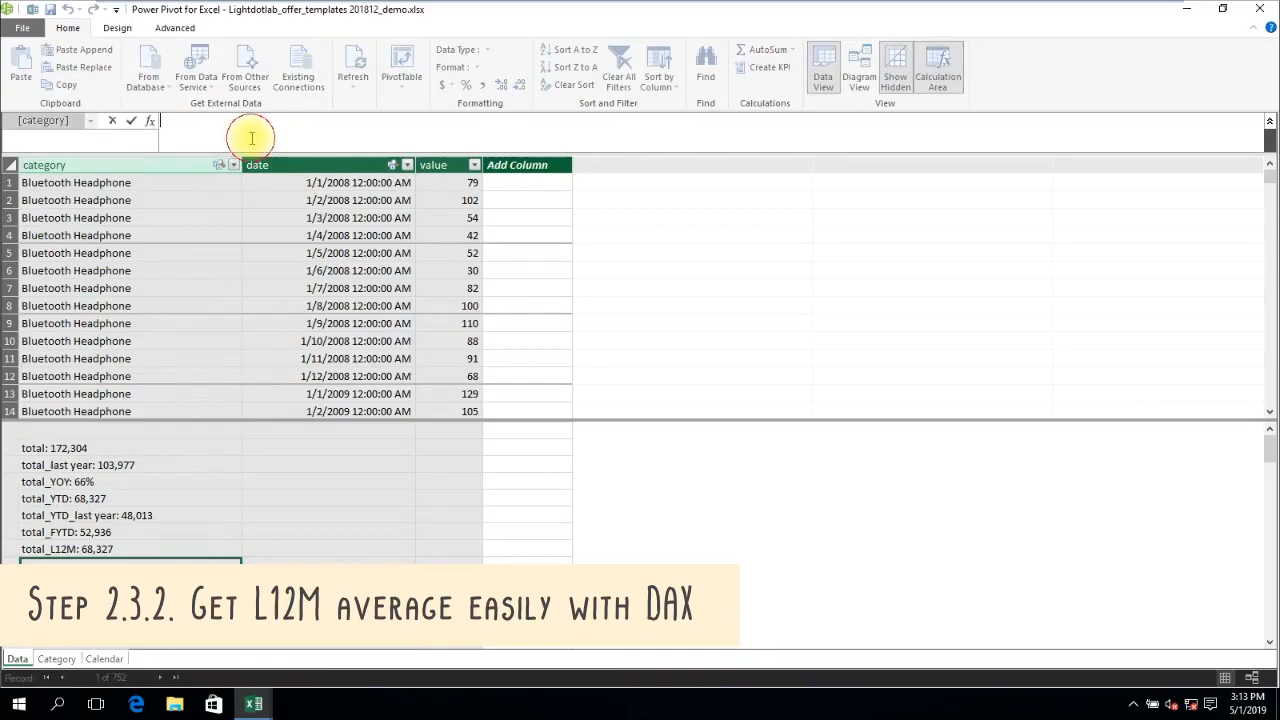 Power Pivot for Excel - Lightdotlab_offer_templates 201812_demo.xlsx
File Home Design Advanced
Paste
Paste Append
Paste Replace
Copy
Clipboard
From Database
From Data Service
From Other Sources
Existing Connections
Get External Data
Refresh
PivotTable
Data Type :
Format :
$ % , .00 .00
Formatting
Sort A to Z
Sort Z to A
Clear Sort
Clear All Filters
Sort by Column
Sort and Filter
Find
Find
AutoSum
Create KPI
Calculations
Data View
Diagram View
Show Hidden
Calculation Area
View
[category] fx
category date value Add Column
1 Bluetooth Headphone 1/1/2008 12:00:00 AM 79
2 Bluetooth Headphone 1/2/2008 12:00:00 AM 102
3 Bluetooth Headphone 1/3/2008 12:00:00 AM 54
4 Bluetooth Headphone 1/4/2008 12:00:00 AM 42
5 Bluetooth Headphone 1/5/2008 12:00:00 AM 52
6 Bluetooth Headphone 1/6/2008 12:00:00 AM 30
7 Bluetooth Headphone 1/7/2008 12:00:00 AM 82
8 Bluetooth Headphone 1/8/2008 12:00:00 AM 100
9 Bluetooth Headphone 1/9/2008 12:00:00 AM 110
10 Bluetooth Headphone 1/10/2008 12:00:00 AM 88
11 Bluetooth Headphone 1/11/2008 12:00:00 AM 91
12 Bluetooth Headphone 1/12/2008 12:00:00 AM 68
13 Bluetooth Headphone 1/1/2009 12:00:00 AM 129
14 Bluetooth Headphone 1/2/2009 12:00:00 AM 105
total: 172,304
total_last year: 103,977
total_YOY: 66%
total_YTD: 68,327
total_YTD_last year: 48,013
total_FYTD: 52,936
total_L12M: 68,327
Step 2.3.2. Get L12M average easily with DAX
Data Category Calendar
Record 1 of 752
3:13 PM
5/1/2019